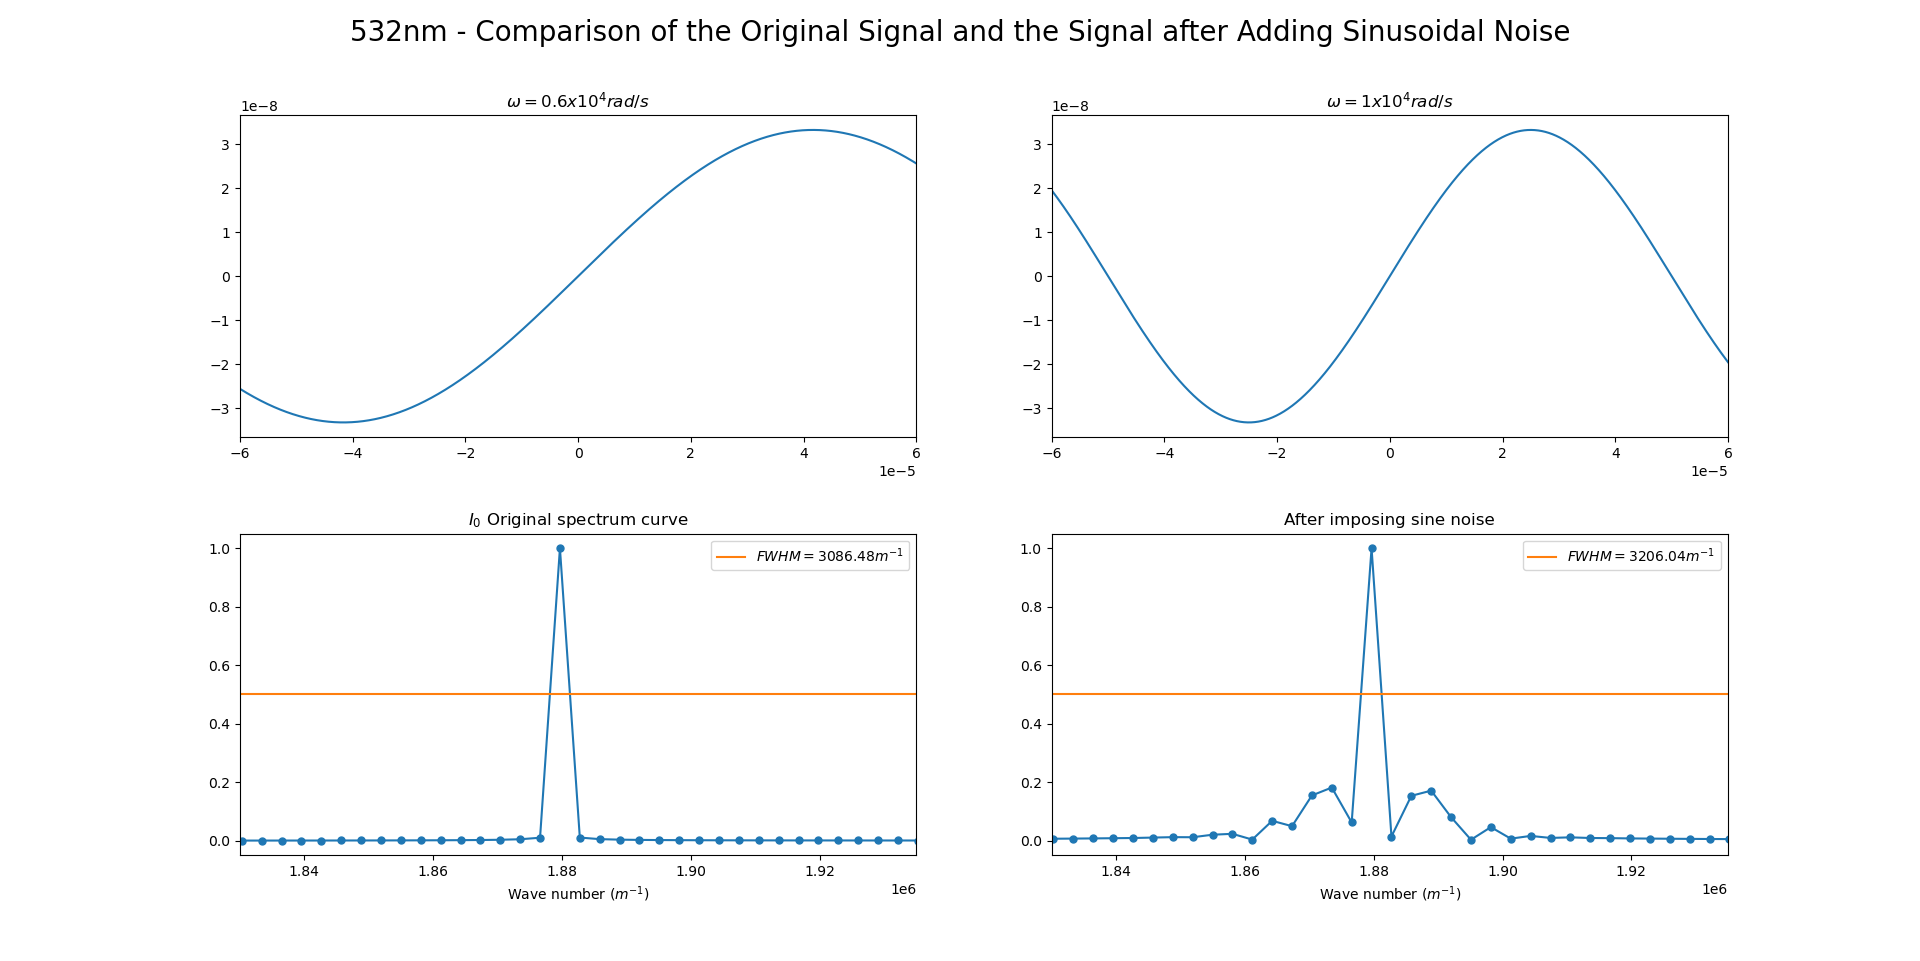 532nm - Comparison of the Original Signal and the Signal after Adding Sinusoidal Noise
ω = 0.6x10⁴rad/s
1e−8
3
2
1
0
−1
−2
−3
−6 −4 −2 0 2 4 6
1e−5
ω = 1x10⁴rad/s
1e−8
3
2
1
0
−1
−2
−3
−6 −4 −2 0 2 4 6
1e−5
I₀ Original spectrum curve
FWHM = 3086.48m⁻¹
1.0
0.8
0.6
0.4
0.2
0.0
1.84 1.86 1.88 1.90 1.92
1e6
Wave number (m⁻¹)
After imposing sine noise
FWHM = 3206.04m⁻¹
1.0
0.8
0.6
0.4
0.2
0.0
1.84 1.86 1.88 1.90 1.92
1e6
Wave number (m⁻¹)